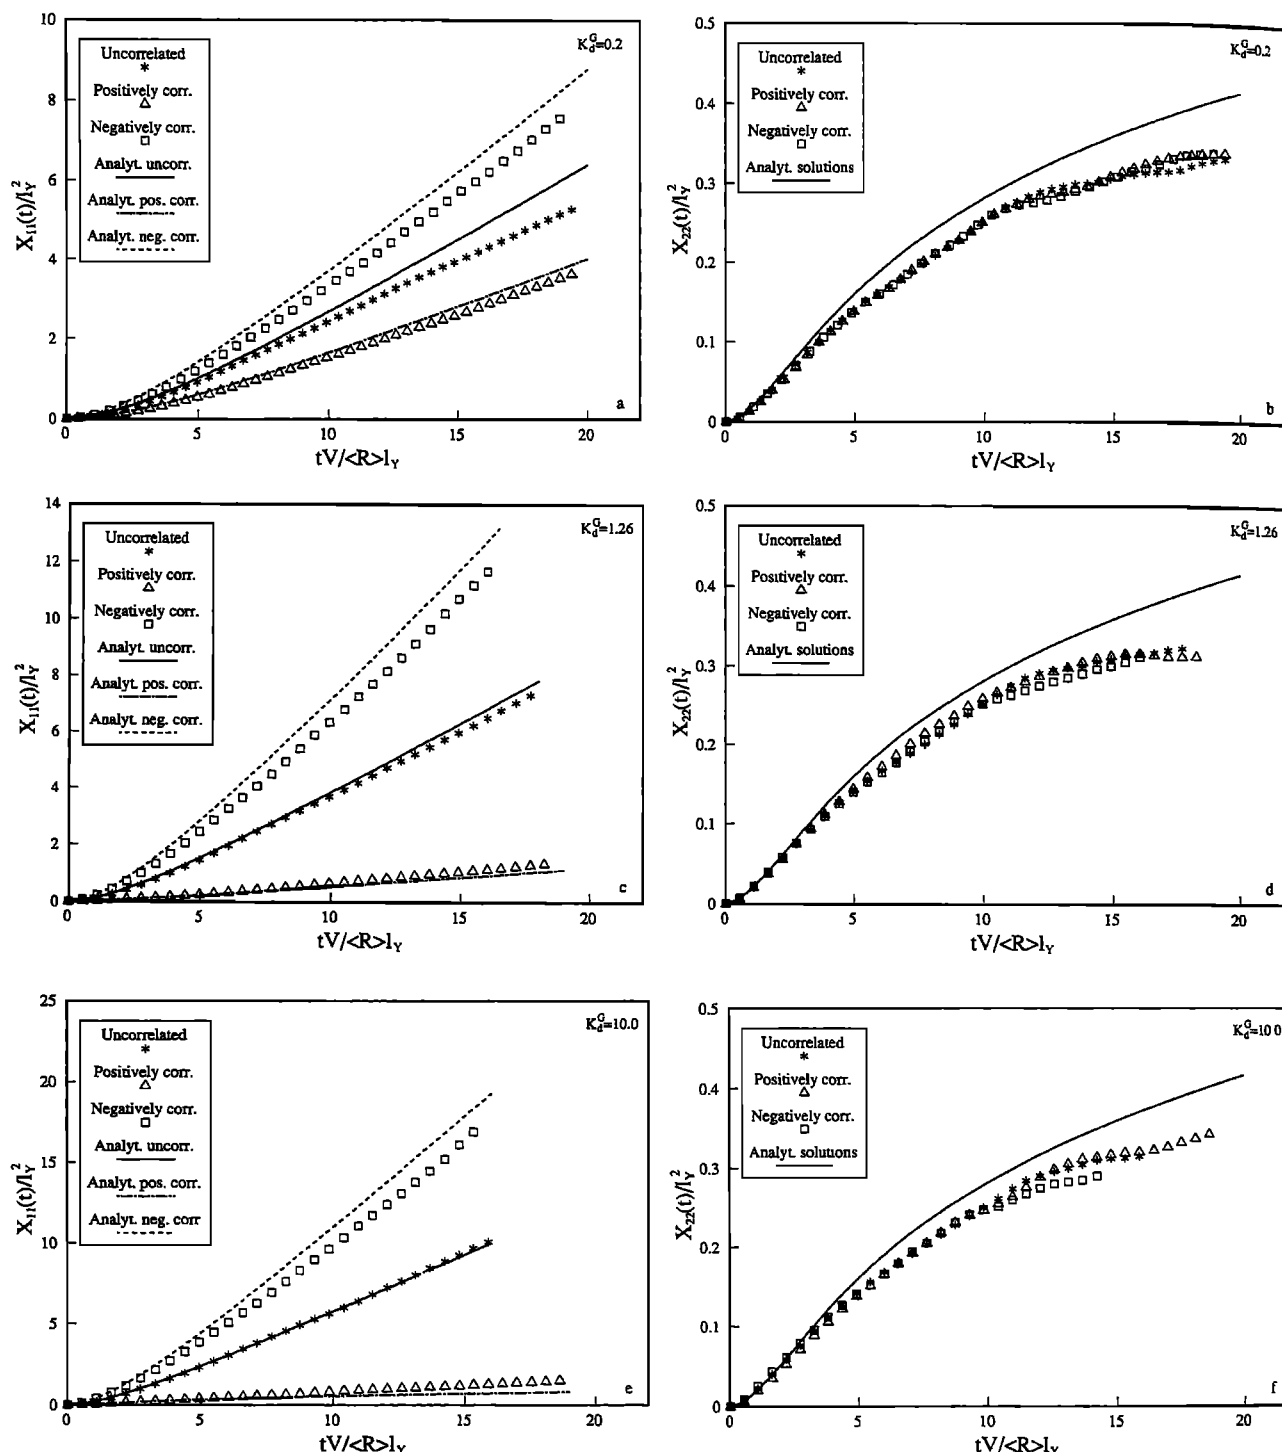 10
8
6
4
2
0
X11(t)/lY²
Uncorrelated
Positively corr.
Negatively corr.
Analyt. uncorr.
Analyt. pos. corr.
Analyt. neg. corr.
KdG=0.2
a
0 5 10 15 20
tV/<R>lY
0.5
0.4
0.3
0.2
0.1
0
X22(t)/lY²
Uncorrelated
Positively corr.
Negatively corr.
Analyt. solutions
KdG=0.2
b
0 5 10 15 20
tV/<R>lY
14
12
10
8
6
4
2
0
X11(t)/lY²
Uncorrelated
Positively corr.
Negatively corr.
Analyt. uncorr.
Analyt. pos. corr.
Analyt. neg. corr.
KdG=1.26
c
0 5 10 15 20
tV/<R>lY
0.5
0.4
0.3
0.2
0.1
0
X22(t)/lY²
Uncorrelated
Positively corr.
Negatively corr.
Analyt. solutions
KdG=1.26
d
0 5 10 15 20
tV/<R>lY
25
20
15
10
5
0
X11(t)/lY²
Uncorrelated
Positively corr.
Negatively corr.
Analyt. uncorr.
Analyt. pos. corr.
Analyt. neg. corr
KdG=10.0
e
0 5 10 15 20
tV/<R>lY
0.5
0.4
0.3
0.2
0.1
0
X22(t)/lY²
Uncorrelated
Positively corr.
Negatively corr.
Analyt. solutions
KdG=10 0
f
0 5 10 15 20
tV/<R>lY